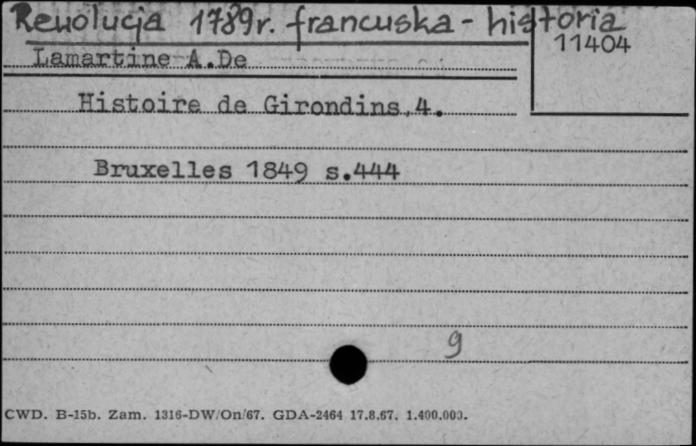 Rewolucja 1789r. francuska - historia
11404
Lamartine A.De
Histoire de Girondins,4.
Bruxelles 1849 s.444
9
CWD. B-15b. Zam. 1316-DW/On/67. GDA-2464 17.8.67. 1.400.000.